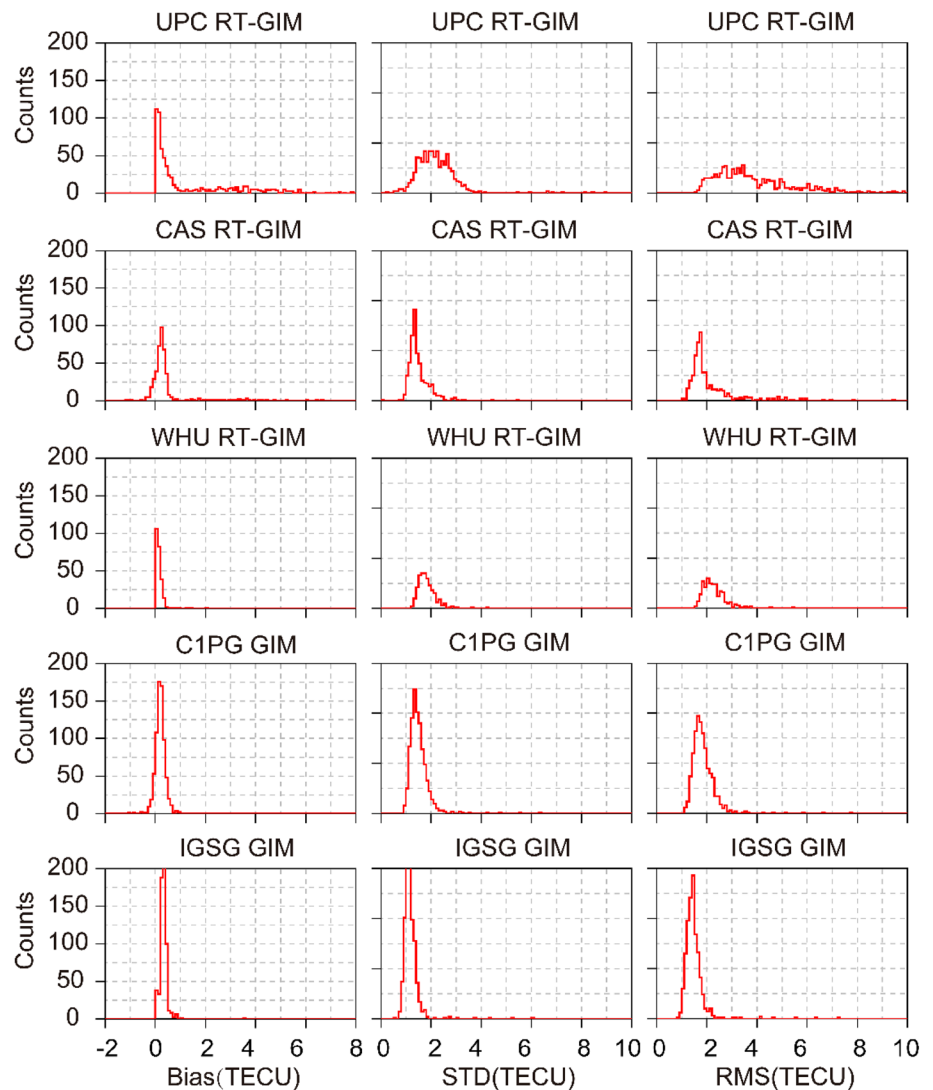 UPC RT-GIM UPC RT-GIM UPC RT-GIM
200
150
100
50
0
Counts
CAS RT-GIM CAS RT-GIM CAS RT-GIM
200
150
100
50
0
Counts
WHU RT-GIM WHU RT-GIM WHU RT-GIM
200
150
100
50
0
Counts
C1PG GIM C1PG GIM C1PG GIM
200
150
100
50
0
Counts
IGSG GIM IGSG GIM IGSG GIM
200
150
100
50
0
Counts
-2 0 2 4 6 8 0 2 4 6 8 10 0 2 4 6 8 10
Bias(TECU) STD(TECU) RMS(TECU)